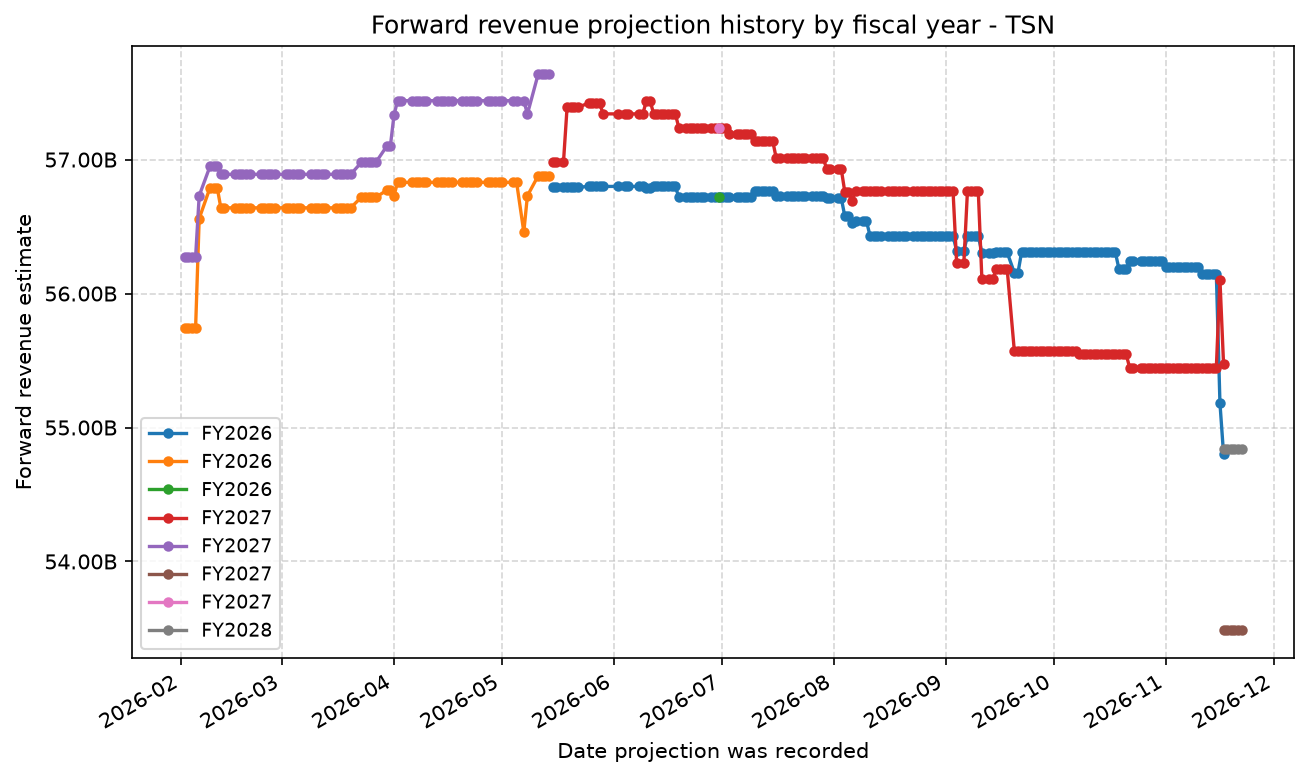 Forward revenue projection history by fiscal year - TSN
Forward revenue estimate
57.00B
56.00B
55.00B
54.00B
FY2026
FY2026
FY2026
FY2027
FY2027
FY2027
FY2027
FY2028
2026-02
2026-03
2026-04
2026-05
2026-06
2026-07
2026-08
2026-09
2026-10
2026-11
2026-12
Date projection was recorded